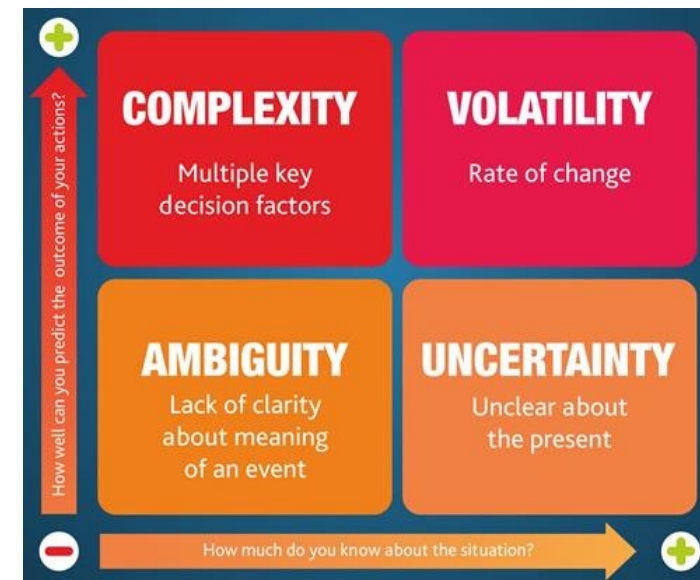 How well can you predict the outcome of your actions?
COMPLEXITY
Multiple key
decision factors
VOLATILITY
Rate of change
AMBIGUITY
Lack of clarity
about meaning
of an event
UNCERTAINTY
Unclear about
the present
How much do you know about the situation?